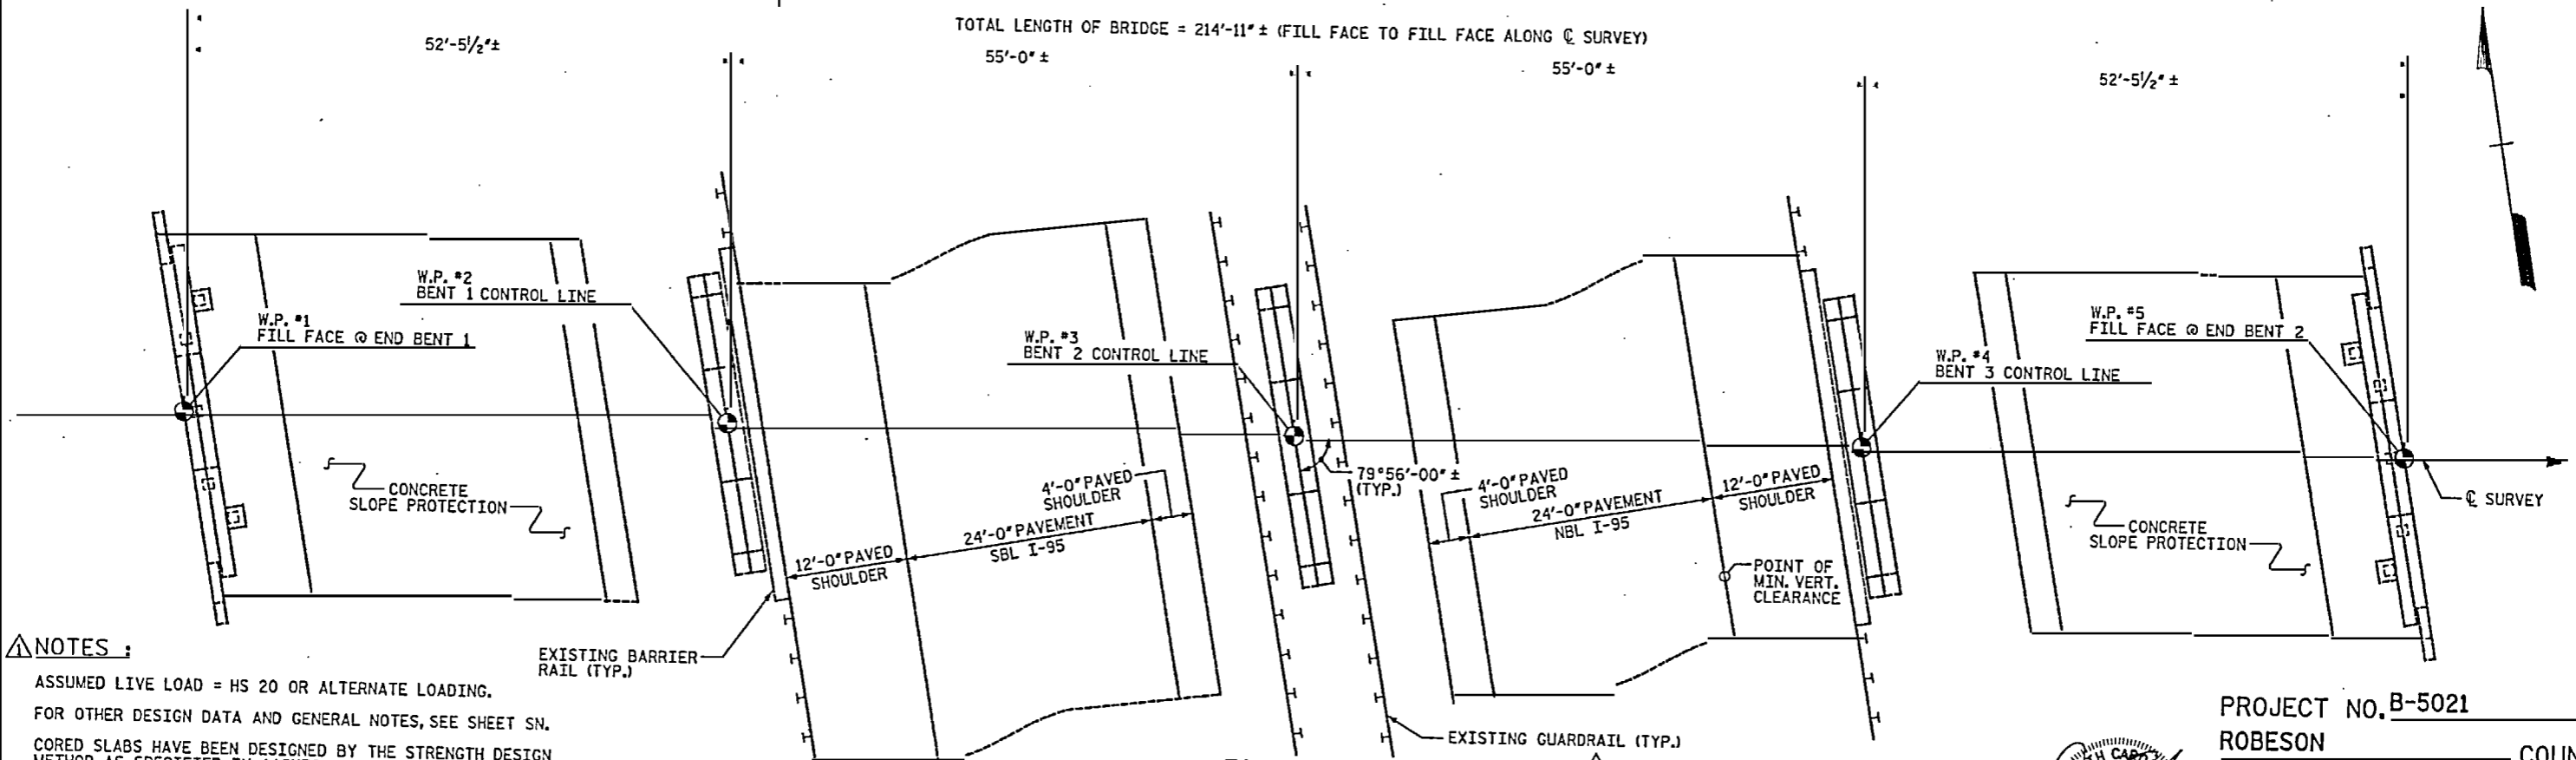 TOTAL LENGTH OF BRIDGE = 214'-11" ± (FILL FACE TO FILL FACE ALONG ℄ SURVEY)
52'-5½" ±
55'-0" ±
55'-0" ±
52'-5½" ±
W.P. #1
FILL FACE @ END BENT 1
W.P. #2
BENT 1 CONTROL LINE
W.P. #3
BENT 2 CONTROL LINE
W.P. #4
BENT 3 CONTROL LINE
W.P. #5
FILL FACE @ END BENT 2
CONCRETE
SLOPE PROTECTION
12'-0" PAVED
SHOULDER
24'-0" PAVEMENT
SBL I-95
4'-0" PAVED
SHOULDER
79°56'-00" ±
(TYP.)
4'-0" PAVED
SHOULDER
24'-0" PAVEMENT
NBL I-95
12'-0" PAVED
SHOULDER
POINT OF
MIN. VERT.
CLEARANCE
CONCRETE
SLOPE PROTECTION
℄ SURVEY
EXISTING BARRIER
RAIL (TYP.)
EXISTING GUARDRAIL (TYP.)
1 NOTES :
ASSUMED LIVE LOAD = HS 20 OR ALTERNATE LOADING.
FOR OTHER DESIGN DATA AND GENERAL NOTES, SEE SHEET SN.
CORED SLABS HAVE BEEN DESIGNED BY THE STRENGTH DESIGN
PROJECT NO. B-5021
ROBESON